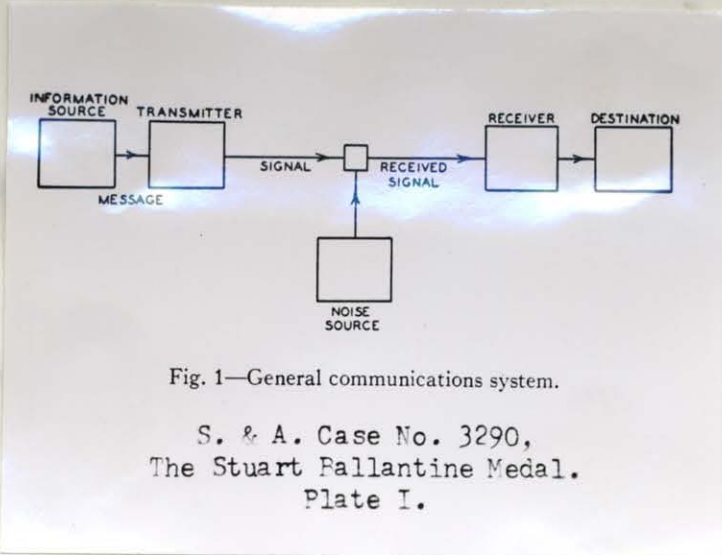 INFORMATION
SOURCE
TRANSMITTER
RECEIVER
DESTINATION
MESSAGE
SIGNAL
RECEIVED
SIGNAL
NOISE
SOURCE
Fig. 1—General communications system.
S. & A. Case No. 3290,
The Stuart Ballantine Medal.
Plate I.